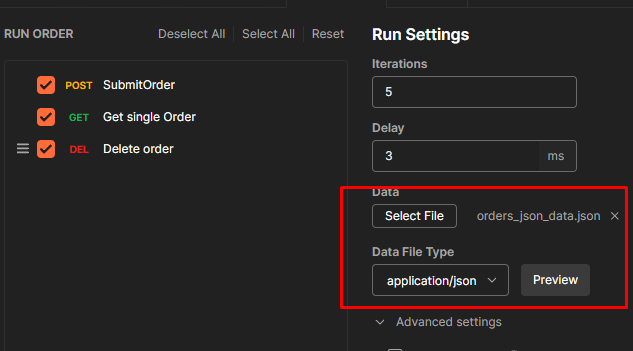 RUN ORDER Deselect All Select All Reset
POST SubmitOrder
GET Get single Order
DEL Delete order
Run Settings
Iterations
5
Delay
3 ms
Data
Select File orders_json_data.json
Data File Type
application/json Preview
Advanced settings